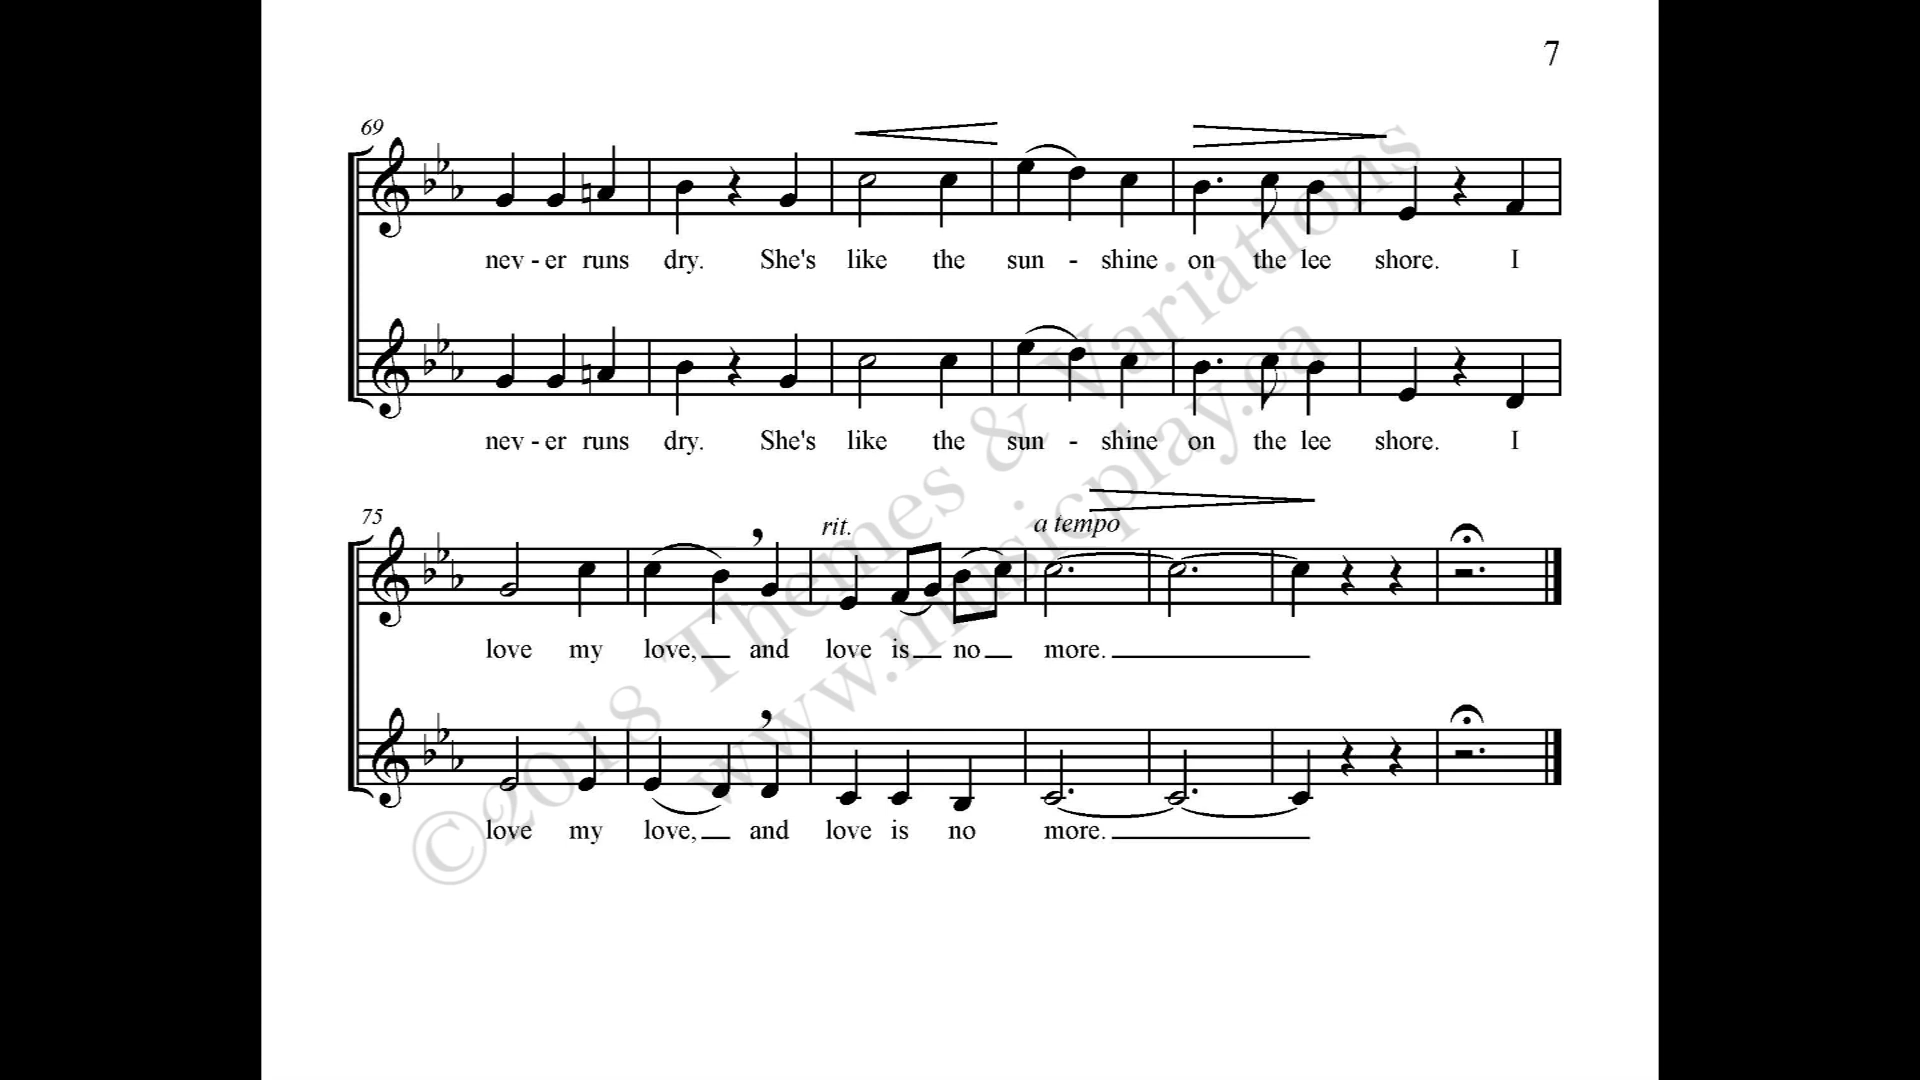 7
69
nev - er runs dry. She's like the sun - shine on the lee shore. I
nev - er runs dry. She's like the sun - shine on the lee shore. I
75
rit. a tempo
love my love, and love is no more.
love my love, and love is no more.
©2018 Themes & Variations
www.musicplay.ca